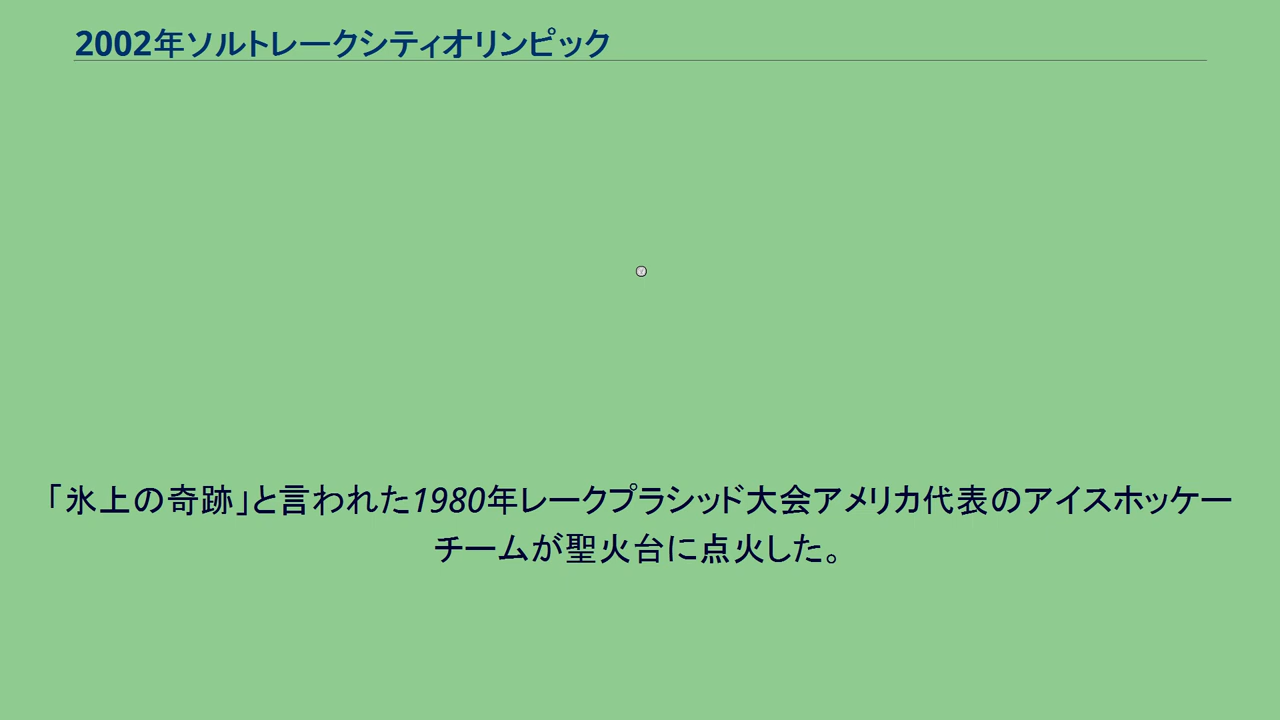 2002年ソルトレークシティオリンピック
「氷上の奇跡」と言われた1980年レークプラシッド大会アメリカ代表のアイスホッケー
チームが聖火台に点火した。